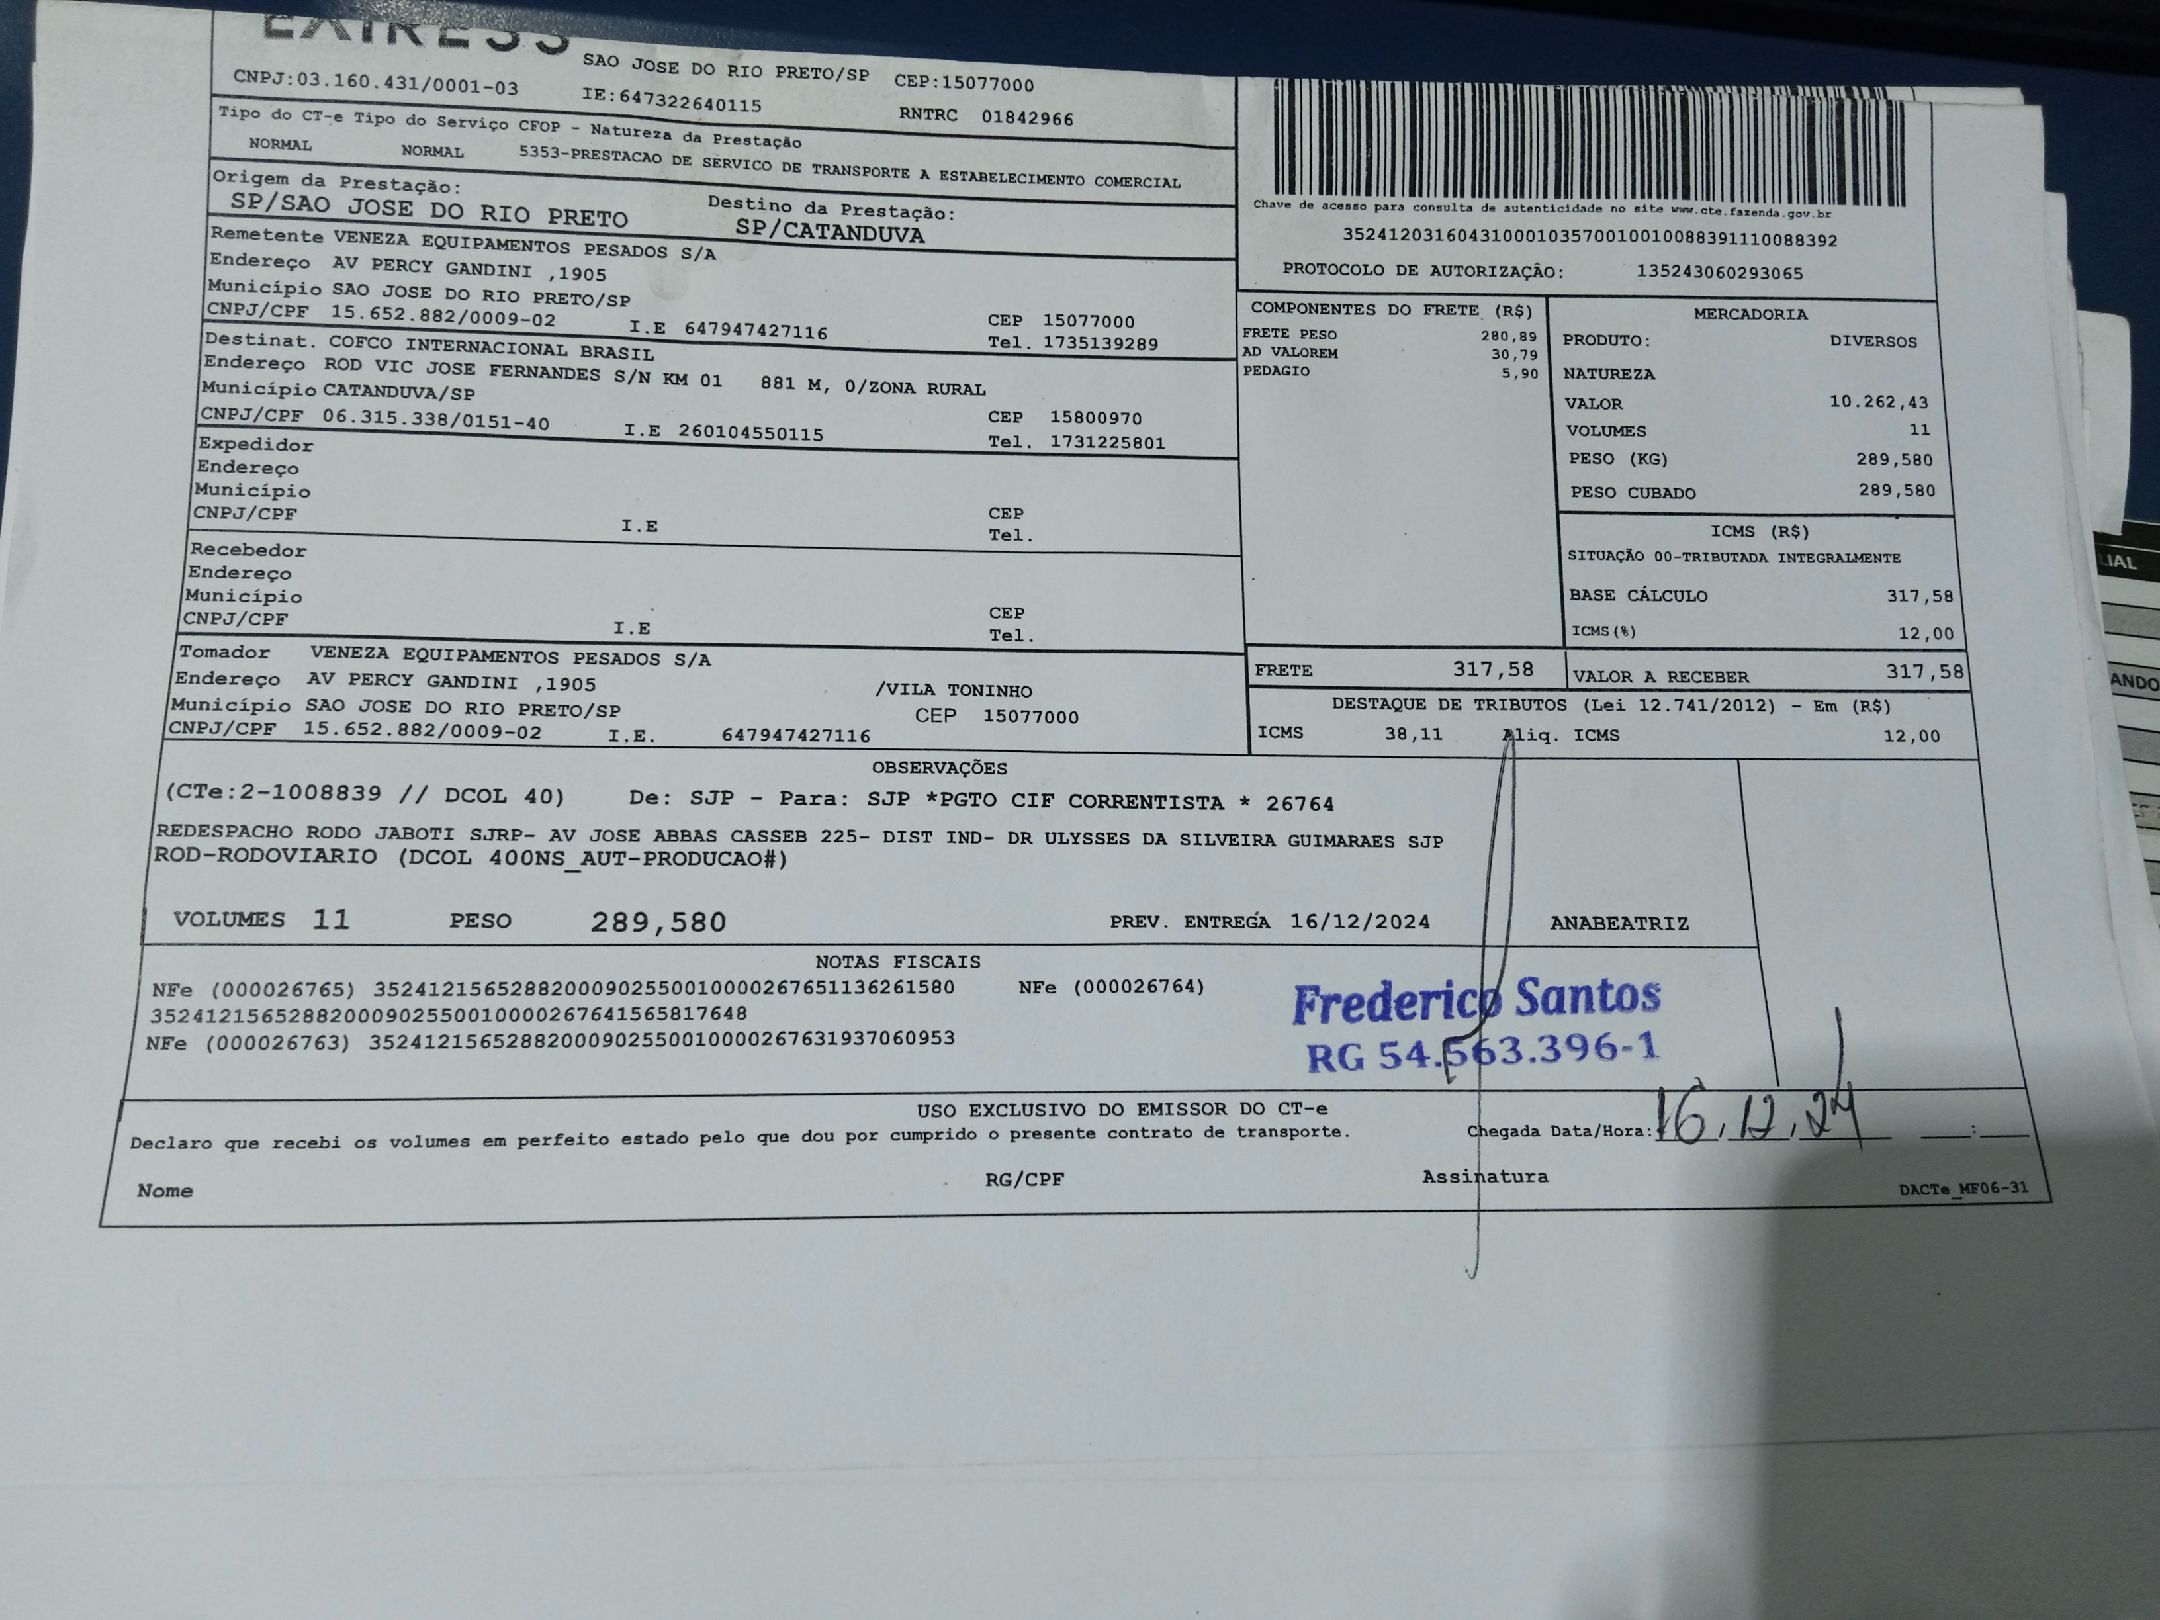 EXPRESS
SAO JOSE DO RIO PRETO/SP CEP:15077000
CNPJ:03.160.431/0001-03 IE:647322640115 RNTRC 01842966
Tipo do CT-e Tipo do Serviço CFOP - Natureza da Prestação
NORMAL NORMAL 5353-PRESTACAO DE SERVICO DE TRANSPORTE A ESTABELECIMENTO COMERCIAL
Origem da Prestação: Destino da Prestação:
SP/SAO JOSE DO RIO PRETO SP/CATANDUVA
Remetente VENEZA EQUIPAMENTOS PESADOS S/A
Endereço AV PERCY GANDINI ,1905
Município SAO JOSE DO RIO PRETO/SP CEP 15077000
CNPJ/CPF 15.652.882/0009-02 I.E 647947427116 Tel. 1735139289
Destinat. COFCO INTERNACIONAL BRASIL
Endereço ROD VIC JOSE FERNANDES S/N KM 01 881 M, 0/ZONA RURAL
Município CATANDUVA/SP CEP 15800970
CNPJ/CPF 06.315.338/0151-40 I.E 260104550115 Tel. 1731225801
Expedidor
Endereço
Município CEP
CNPJ/CPF I.E Tel.
Recebedor
Endereço
Município CEP
CNPJ/CPF I.E Tel.
Tomador VENEZA EQUIPAMENTOS PESADOS S/A
Endereço AV PERCY GANDINI ,1905 /VILA TONINHO
Município SAO JOSE DO RIO PRETO/SP CEP 15077000
CNPJ/CPF 15.652.882/0009-02 I.E. 647947427116
Chave de acesso para consulta de autenticidade no site www.cte.fazenda.gov.br
35241203160431000103570010010088391110088392
PROTOCOLO DE AUTORIZAÇÃO: 135243060293065
COMPONENTES DO FRETE (R$)
FRETE PESO 280,89
AD VALOREM 30,79
PEDAGIO 5,90
MERCADORIA
PRODUTO: DIVERSOS
NATUREZA
VALOR 10.262,43
VOLUMES 11
PESO (KG) 289,580
PESO CUBADO 289,580
ICMS (R$)
SITUAÇÃO 00-TRIBUTADA INTEGRALMENTE
BASE CÁLCULO 317,58
ICMS(%) 12,00
FRETE 317,58 VALOR A RECEBER 317,58
DESTAQUE DE TRIBUTOS (Lei 12.741/2012) - Em (R$)
ICMS 38,11 Aliq. ICMS 12,00
OBSERVAÇÕES
(CTe:2-1008839 // DCOL 40) De: SJP - Para: SJP *PGTO CIF CORRENTISTA * 26764
REDESPACHO RODO JABOTI SJRP- AV JOSE ABBAS CASSEB 225- DIST IND- DR ULYSSES DA SILVEIRA GUIMARAES SJP
ROD-RODOVIARIO (DCOL 400NS_AUT-PRODUCAO#)
VOLUMES 11 PESO 289,580 PREV. ENTREGA 16/12/2024 ANABEATRIZ
NOTAS FISCAIS
NFe (000026765) 35241215652882000902550010000267651136261580 NFe (000026764)
35241215652882000902550010000267641565817648
NFe (000026763) 35241215652882000902550010000267631937060953
Frederico Santos
RG 54.563.396-1
USO EXCLUSIVO DO EMISSOR DO CT-e
Declaro que recebi os volumes em perfeito estado pelo que dou por cumprido o presente contrato de transporte. Chegada Data/Hora: 16.12.24 :
Nome RG/CPF Assinatura
DACTe_MF06-31